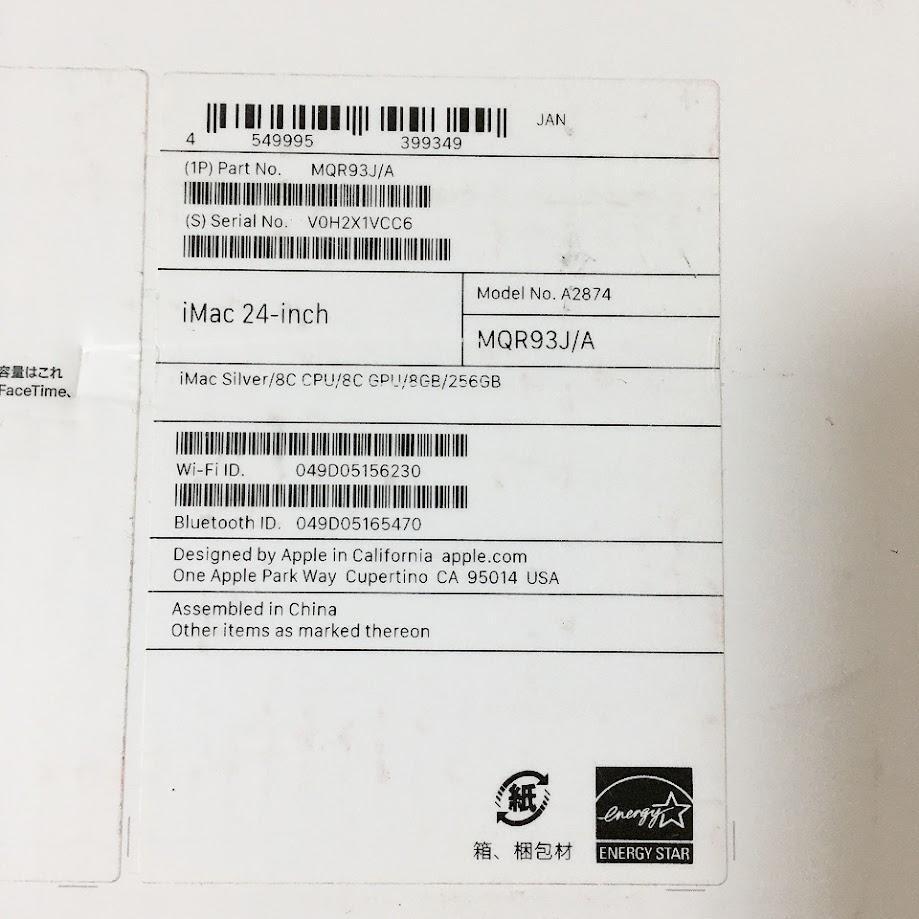 容量はこれ
FaceTime、
JAN
4 549995 399349
(1P) Part No. MQR93J/A
(S) Serial No. V0H2X1VCC6
iMac 24-inch
Model No. A2874
MQR93J/A
iMac Silver/8C CPU/8C GPU/8GB/256GB
Wi-Fi ID. 049D05156230
Bluetooth ID. 049D05165470
Designed by Apple in California apple.com
One Apple Park Way Cupertino CA 95014 USA
Assembled in China
Other items as marked thereon
紙
箱、梱包材
energy
ENERGY STAR